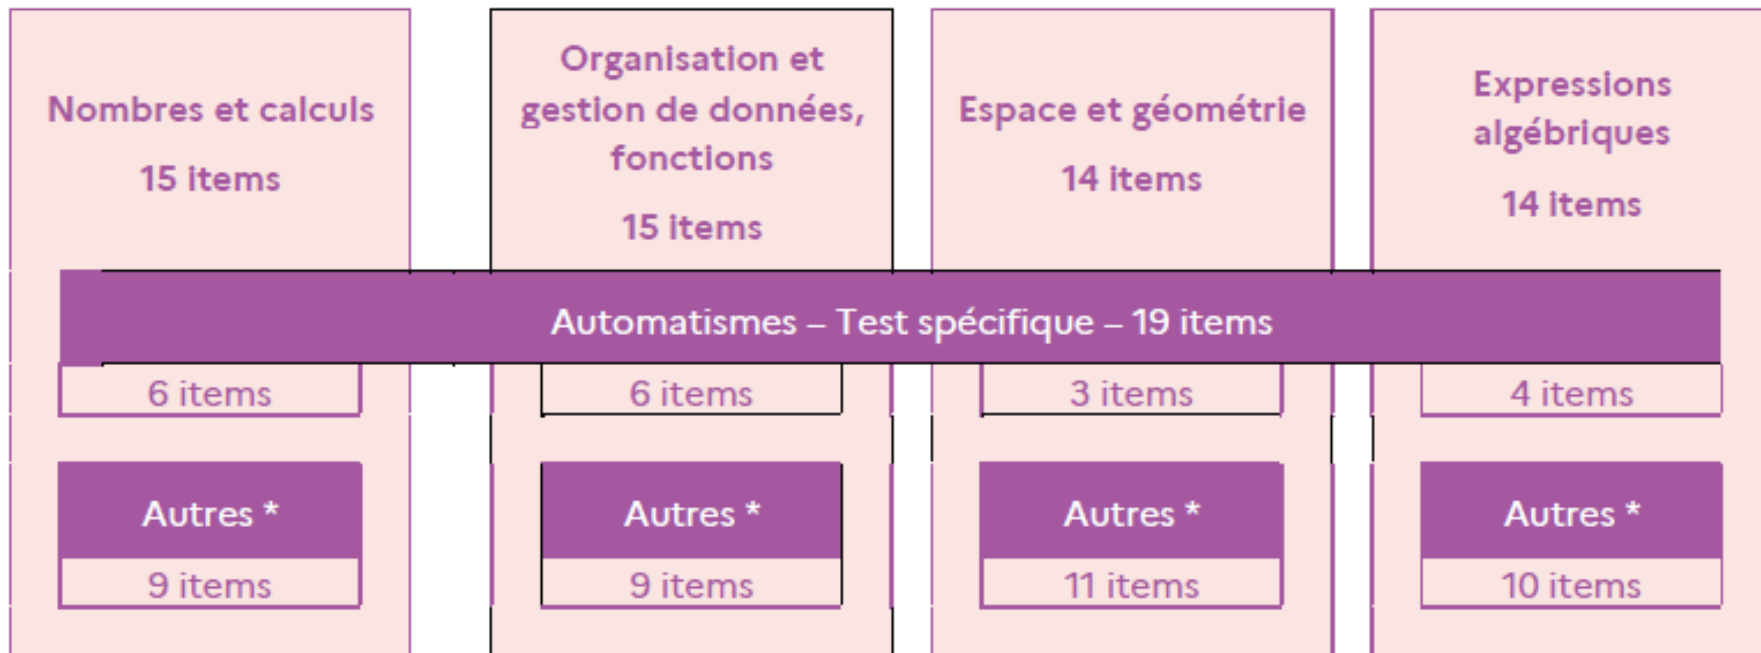 Nombres et calculs
15 items
Organisation et
gestion de données,
fonctions
15 items
Espace et géométrie
14 items
Expressions
algébriques
14 items
Automatismes – Test spécifique – 19 items
6 items
6 items
3 items
4 items
Autres *
Autres *
Autres *
Autres *
9 items
9 items
11 items
10 items